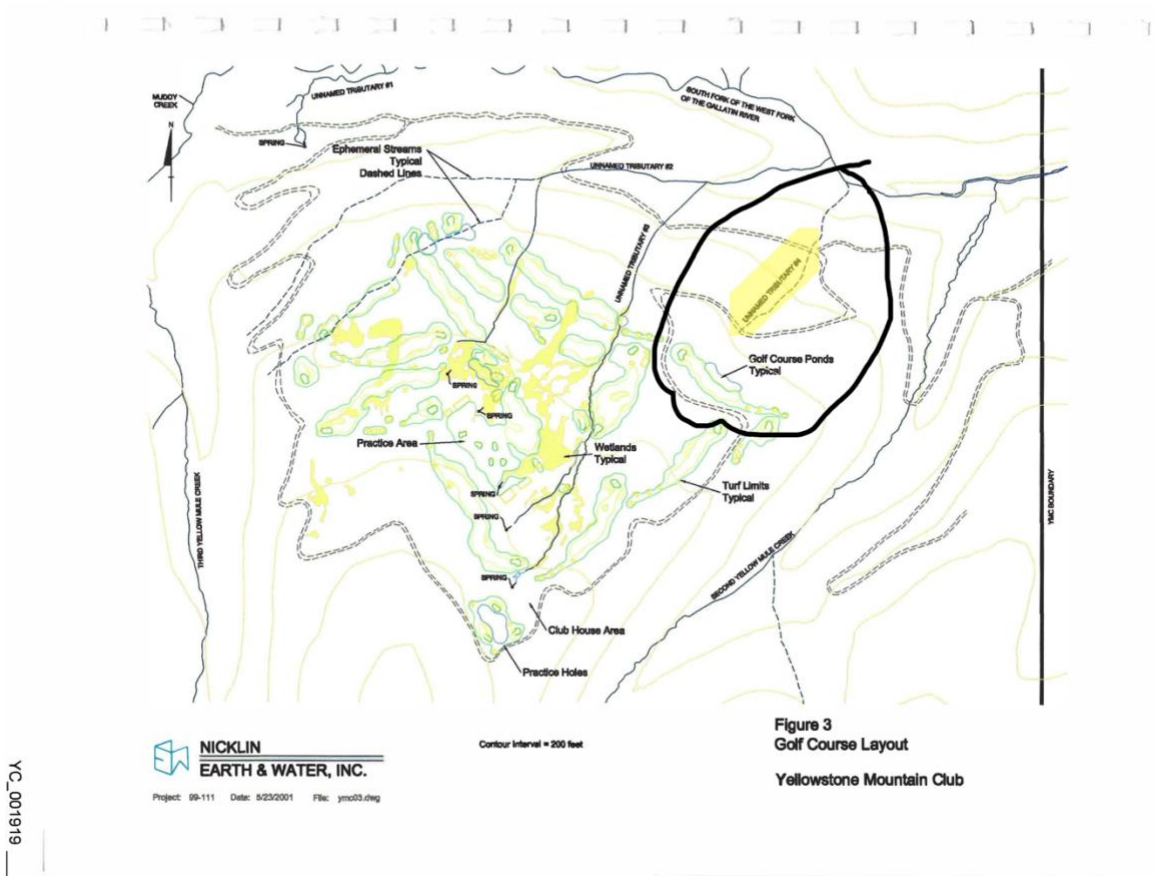 MUDDY
CREEK
UNNAMED TRIBUTARY #1
SOUTH FORK OF THE WEST FORK
OF THE GALLATIN RIVER
N
SPRING
Ephemeral Streams
Typical
Dashed Lines
UNNAMED TRIBUTARY #2
UNNAMED TRIBUTARY #3
UNNAMED TRIBUTARY #4
Golf Course Ponds
Typical
SPRING
SPRING
Practice Area
Wetlands
Typical
SPRING
Turf Limits
Typical
SPRING
THIRD YELLOW MULE CREEK
YMC BOUNDARY
SECOND YELLOW MULE CREEK
SPRING
Club House Area
Practice Holes
NICKLIN
EARTH & WATER, INC.
Project: 99-111 Date: 5/23/2001 File: ymc03.dwg
Contour Interval = 200 feet
Figure 3
Golf Course Layout
Yellowstone Mountain Club
YC_001919